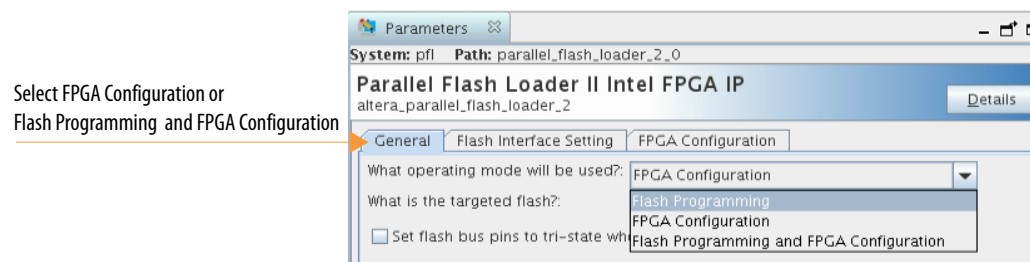 Parameters
System: pfl Path: parallel_flash_loader_2_0
Parallel Flash Loader II Intel FPGA IP
altera_parallel_flash_loader_2
Details
Select FPGA Configuration or
Flash Programming and FPGA Configuration
General Flash Interface Setting FPGA Configuration
What operating mode will be used?: FPGA Configuration
What is the targeted flash?: Flash Programming
FPGA Configuration
Set flash bus pins to tri-state
Flash Programming and FPGA Configuration